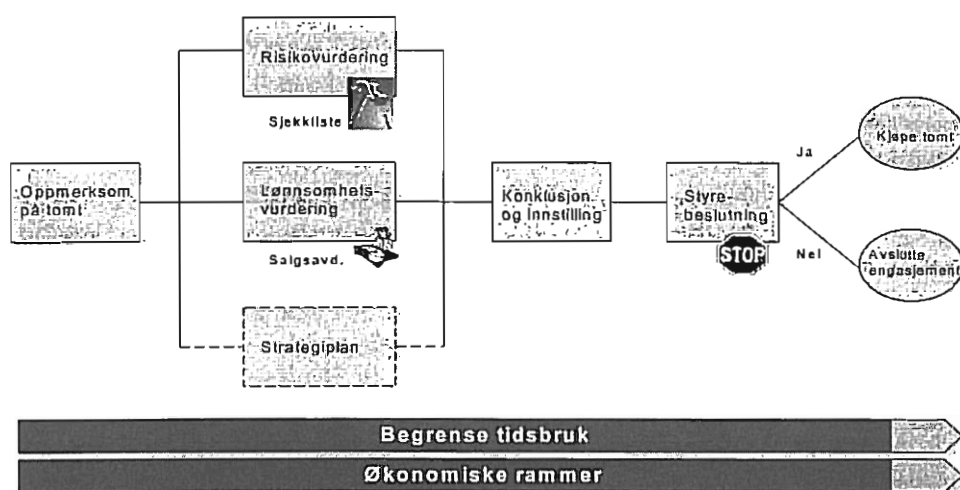 Risikovurdering
Sjekkliste
Oppmerksom
på tomt
Lønnsomhets-
vurdering
Salgsavd.
Strategiplan
Konklusjon
og innstilling
Styre-
beslutning
STOP
Ja
Nei
Kjøpe tomt
Avslutte
engasjement
Begrense tidsbruk
Økonomiske rammer